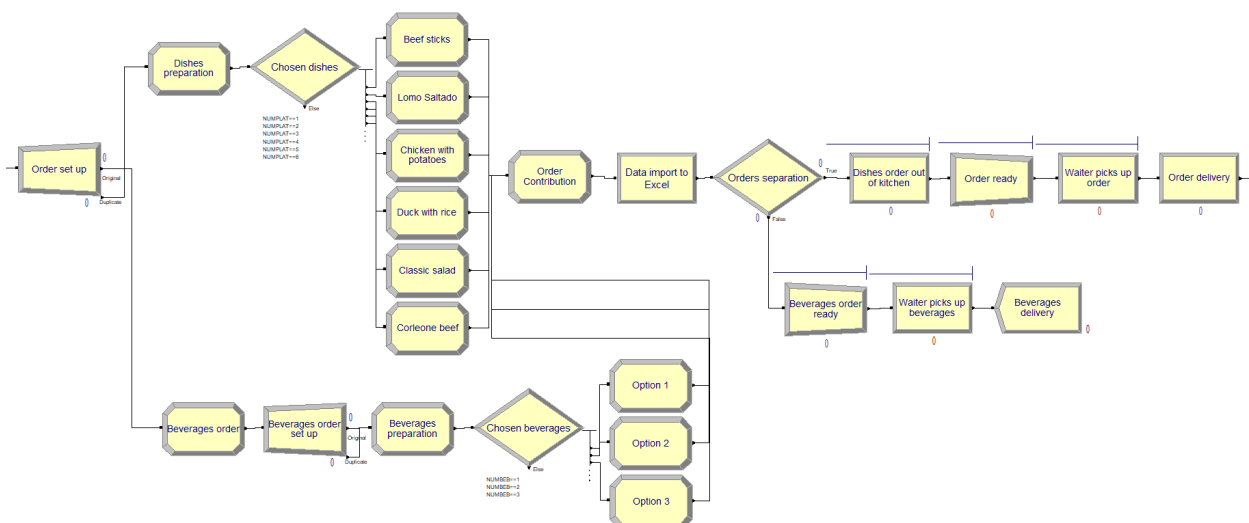 Order set up
0
Original
0
Duplicate
Dishes
preparation
Chosen dishes
Else
NUMPLAT==1
NUMPLAT==2
NUMPLAT==3
NUMPLAT==4
NUMPLAT==5
NUMPLAT==6
Beef sticks
Lomo Saltado
Chicken with
potatoes
Duck with rice
Classic salad
Corleone beef
Order
Contribution
Data import to
Excel
Orders separation
0
True
0
False
Dishes order out
of kitchen
0
Order ready
0
Waiter picks up
order
0
Order delivery
0
Beverages order
ready
0
Waiter picks up
beverages
0
Beverages
delivery
0
Beverages order
Beverages order
set up
0
Original
0
Duplicate
Beverages
preparation
Chosen beverages
Else
NUMBEB==1
NUMBEB==2
NUMBEB==3
Option 1
Option 2
Option 3